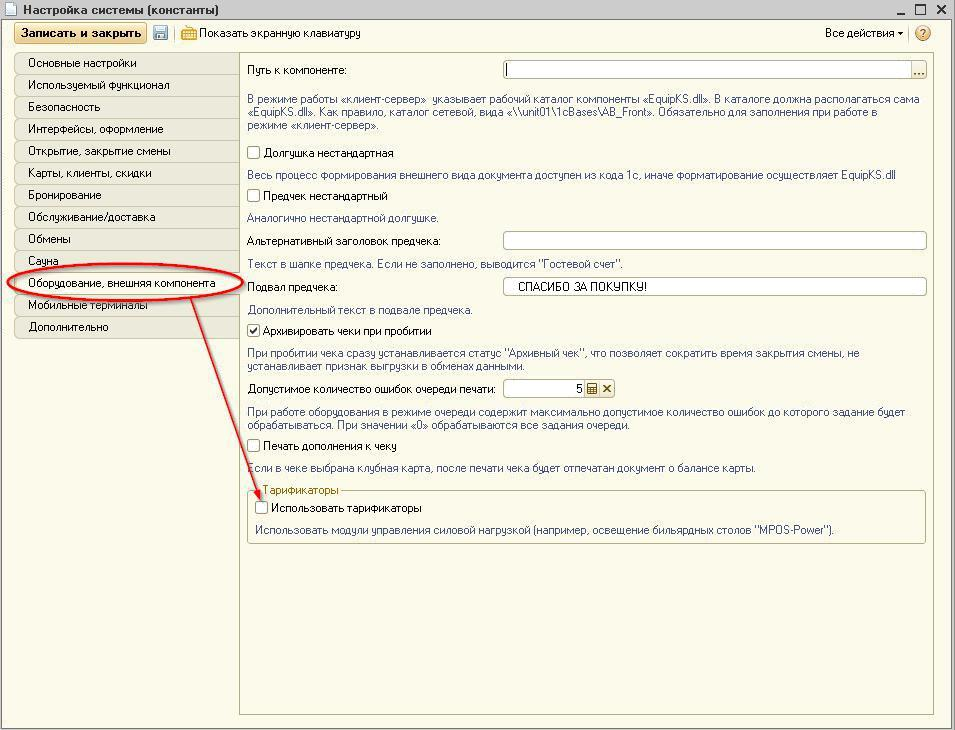 Настройка системы (константы)
Записать и закрыть
Показать экранную клавиатуру
Все действия
?
Основные настройки
Используемый функционал
Безопасность
Интерфейсы, оформление
Открытие, закрытие смены
Карты, клиенты, скидки
Бронирование
Обслуживание/доставка
Обмены
Сауна
Оборудование, внешняя компонента
Мобильные терминалы
Дополнительно
Путь к компоненте:
...
В режиме работы «клиент-сервер» указывает рабочий каталог компоненты «EquipKS.dll». В каталоге должна располагаться сама
«EquipKS.dll». Как правило, каталог сетевой, вида «\\unit01\1cBases\AB_Front». Обязательно для заполнения при работе в
режиме «клиент-сервер».
Долгушка нестандартная
Весь процесс формирования внешнего вида документа доступен из кода 1с, иначе форматирование осуществляет EquipKS.dll
Предчек нестандартный
Аналогично нестандартной долгушке.
Альтернативный заголовок предчека:
Текст в шапке предчека. Если не заполнено, выводится "Гостевой счет".
Подвал предчека:
СПАСИБО ЗА ПОКУПКУ!
Дополнительный текст в подвале предчека.
Архивировать чеки при пробитии
При пробитии чека сразу устанавливается статус "Архивный чек", что позволяет сократить время закрытия смены, не
устанавливает признак выгрузки в обменах данными.
Допустимое количество ошибок очереди печати:
5
При работе оборудования в режиме очереди содержит максимально допустимое количество ошибок до которого задание будет
обрабатываться. При значении «0» обрабатываются все задания очереди.
Печать дополнения к чеку
Если в чеке выбрана клубная карта, после печати чека будет отпечатан документ о балансе карты.
Тарификаторы
Использовать тарификаторы
Использовать модули управления силовой нагрузкой (например, освещение бильярдных столов "MPOS-Power").